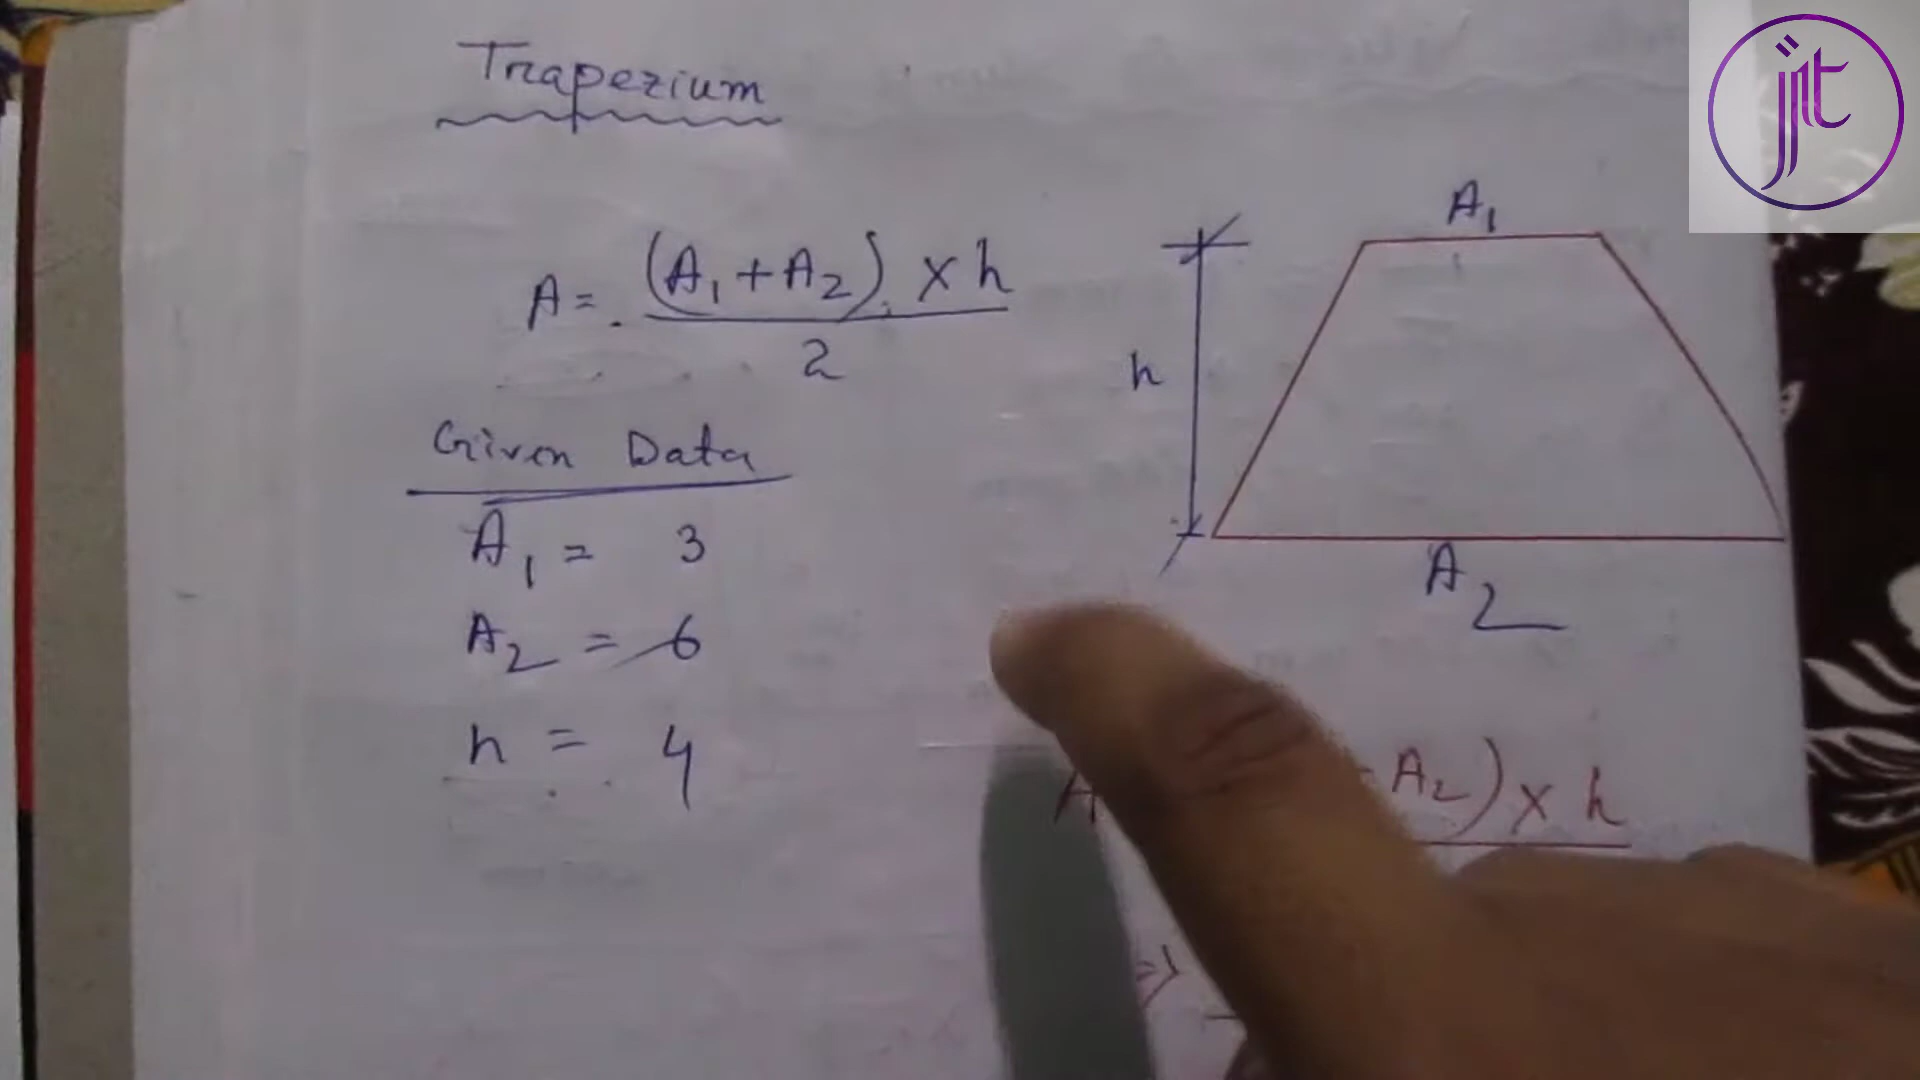 Trapezium
A = (A1 + A2) × h
2
Given Data
A1 = 3
A2 = 6
h = 4
A1
h
A2
A2) × h
=>
jit